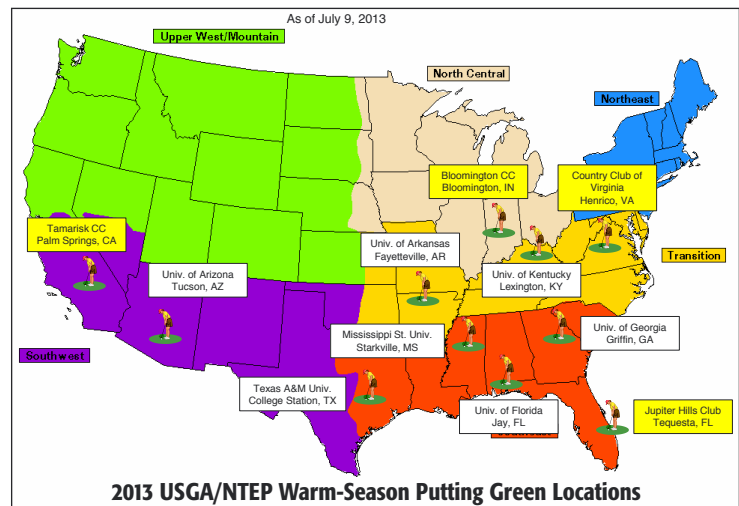 As of July 9, 2013
Upper West/Mountain
North Central
Northeast
Bloomington CC
Bloomington, IN
Country Club of
Virginia
Henrico, VA
Tamarisk CC
Palm Springs, CA
Univ. of Arkansas
Fayetteville, AR
Transition
Univ. of Arizona
Tucson, AZ
Univ. of Kentucky
Lexington, KY
Mississippi St. Univ.
Starkville, MS
Univ. of Georgia
Griffin, GA
Southwest
Texas A&M Univ.
College Station, TX
Univ. of Florida
Jay, FL
Jupiter Hills Club
Tequesta, FL
2013 USGA/NTEP Warm-Season Putting Green Locations